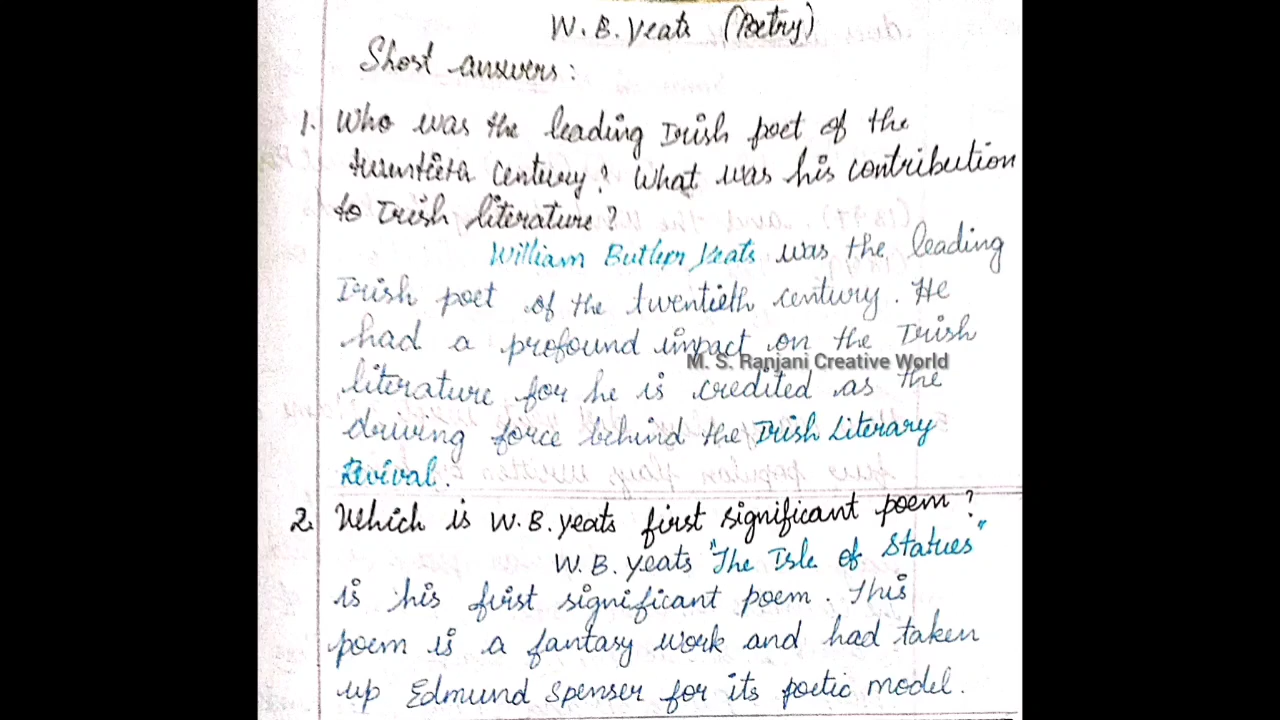 W. B. Yeats (Poetry)
Short answers:
1. Who was the leading Irish poet of the
twentieth century? What was his contribution
to Irish literature?
William Butler Yeats was the leading
Irish poet of the twentieth century. He
had a profound impact on the Irish
M. S. Ranjani Creative World
literature for he is credited as the
driving force behind the Irish Literary
Revival.
2. Which is W. B. yeats first significant poem?
W. B. yeats "The Isle of Statues"
is his first significant poem. This
poem is a fantasy work and had taken
up Edmund Spenser for its poetic model.